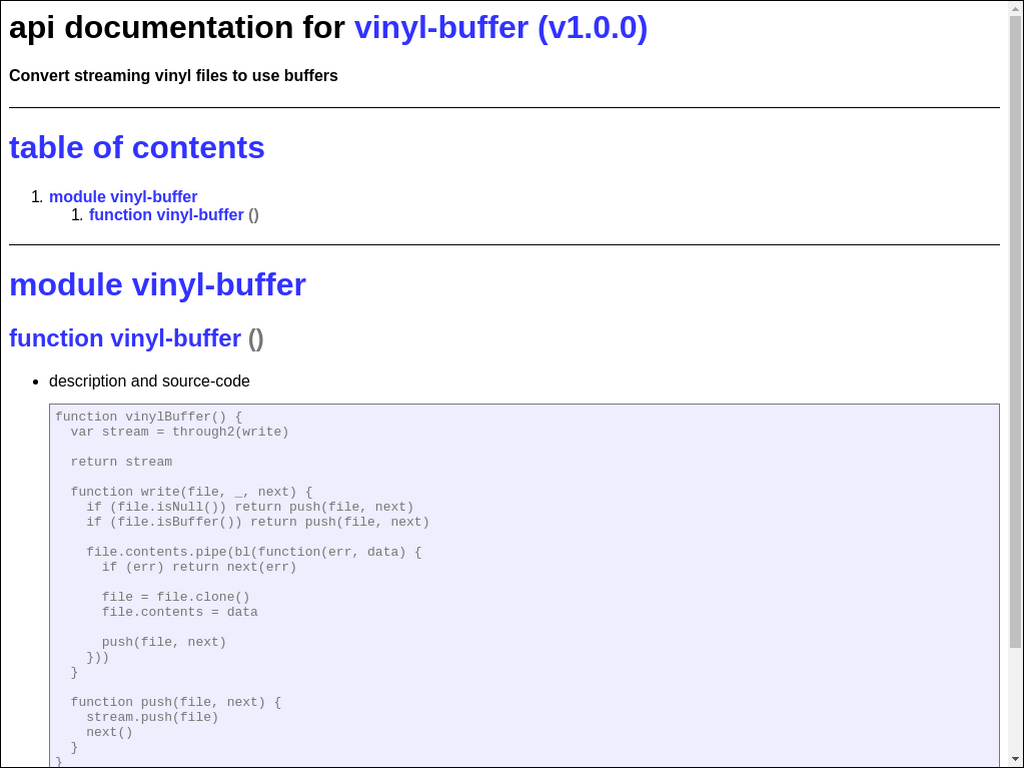 api documentation for vinyl-buffer (v1.0.0)
Convert streaming vinyl files to use buffers
table of contents
1. module vinyl-buffer
1. function vinyl-buffer ()
module vinyl-buffer
function vinyl-buffer ()
• description and source-code
function vinylBuffer() {
  var stream = through2(write)
  return stream
  function write(file, _, next) {
    if (file.isNull()) return push(file, next)
    if (file.isBuffer()) return push(file, next)
    file.contents.pipe(bl(function(err, data) {
      if (err) return next(err)
      file = file.clone()
      file.contents = data
      push(file, next)
    }))
  }
  function push(file, next) {
    stream.push(file)
    next()
  }
}